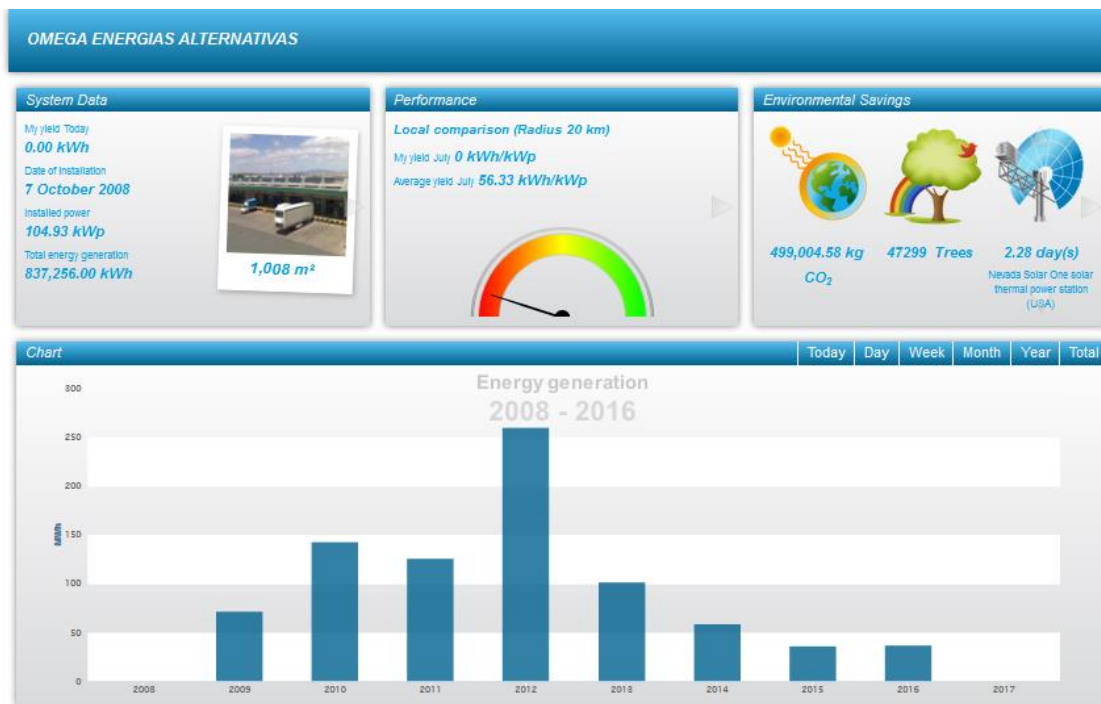 OMEGA ENERGIAS ALTERNATIVAS
System Data
My yield Today
0.00 kWh
Date of Installation
7 October 2008
Installed power
104.93 kWp
Total energy generation
837,256.00 kWh
1,008 m²
Performance
Local comparison (Radius 20 km)
My yield July 0 kWh/kWp
Average yield July 56.33 kWh/kWp
Environmental Savings
499,004.58 kg
CO₂
47299 Trees
2.28 day(s)
Nevada Solar One solar
thermal power station
(USA)
Chart
Today Day Week Month Year Total
Energy generation
2008 - 2016
MWh
300
250
200
150
100
50
0
2008 2009 2010 2011 2012 2013 2014 2015 2016 2017